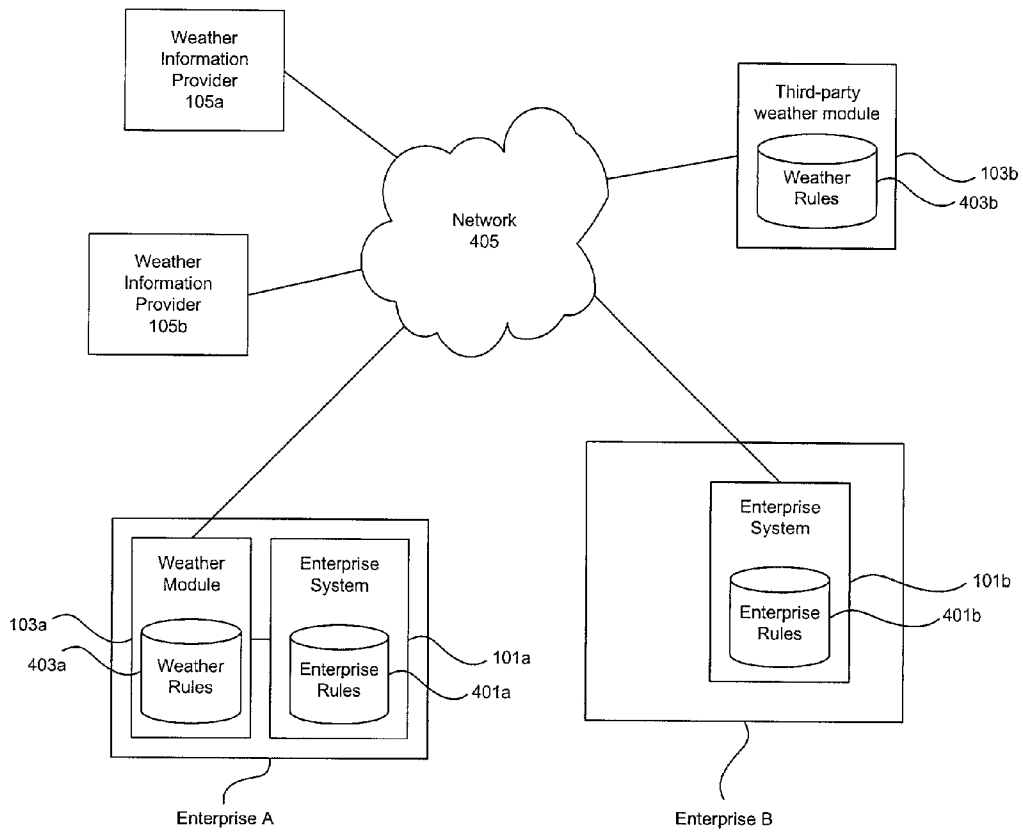 Weather
Information
Provider
105a
Third-party
weather module
Weather
Rules
103b
403b
Network
405
Weather
Information
Provider
105b
Weather
Module
Weather
Rules
103a
403a
Enterprise
System
Enterprise
Rules
101a
401a
Enterprise A
Enterprise
System
Enterprise
Rules
101b
401b
Enterprise B